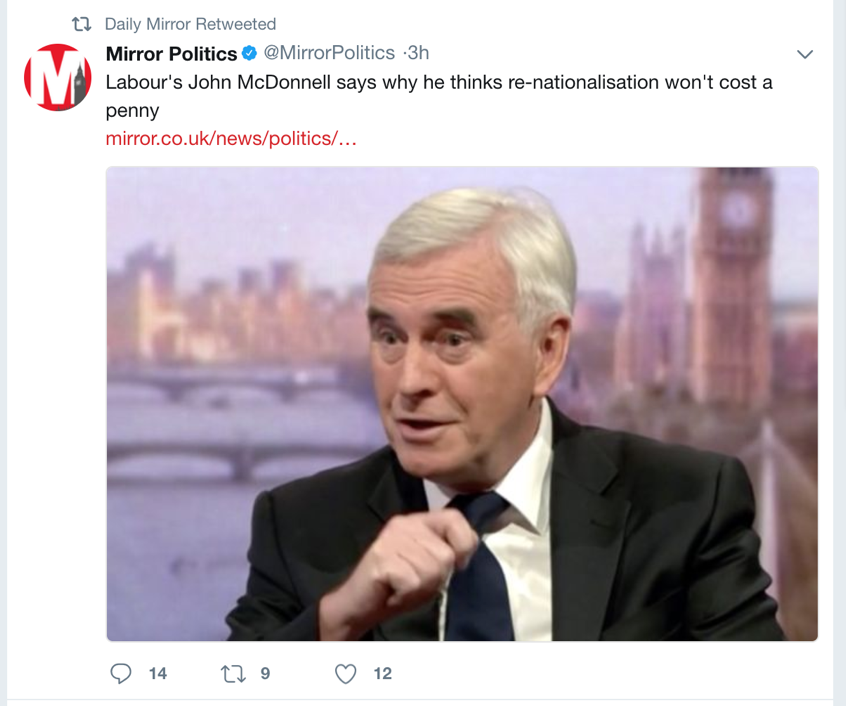 Daily Mirror Retweeted
Mirror Politics @MirrorPolitics ·3h
Labour's John McDonnell says why he thinks re-nationalisation won't cost a
penny
mirror.co.uk/news/politics/…
14 9 12